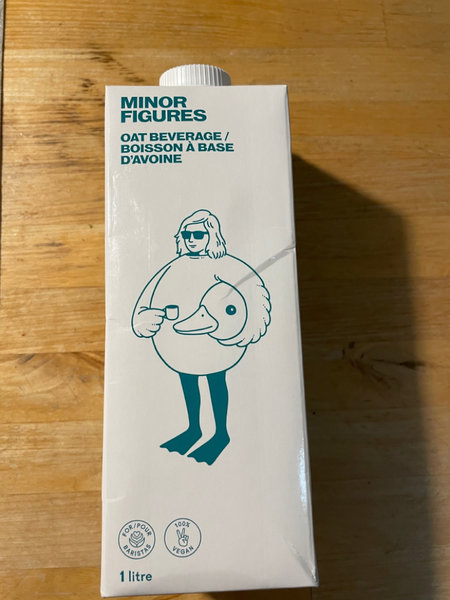 MINOR
FIGURES
OAT BEVERAGE /
BOISSON À BASE
D'AVOINE
FOR/POUR
BARISTAS
100%
VEGAN
1 litre